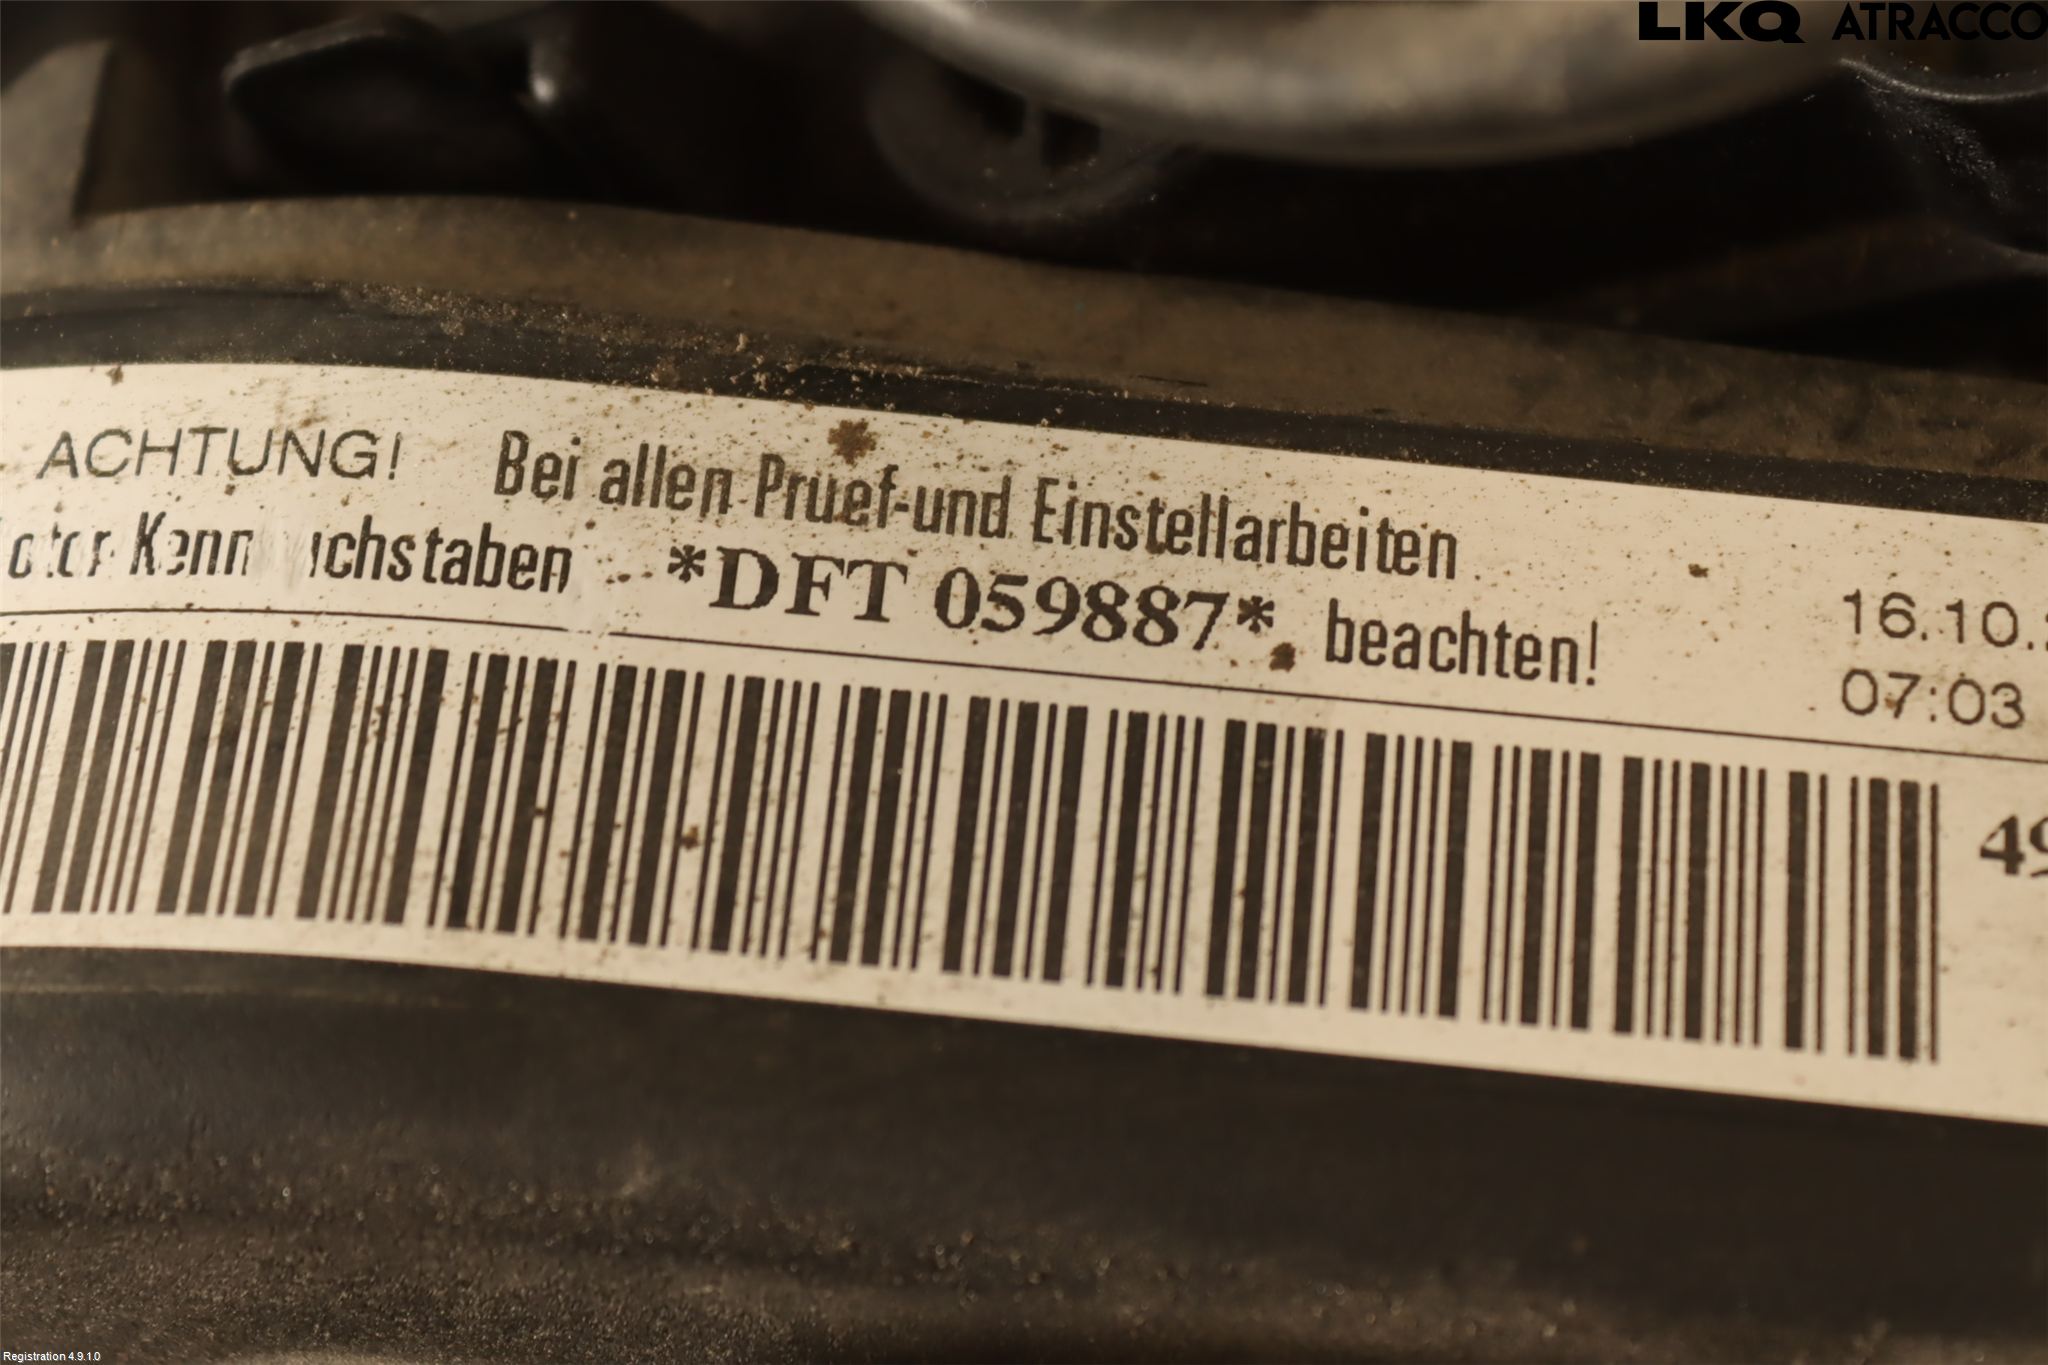 LKQ ATRACCO
ACHTUNG! Bei allen Pruef-und Einstellarbeiten
*DFT 059887* beachten!
16.10.
07:03
49
Registration 4.9.1.0